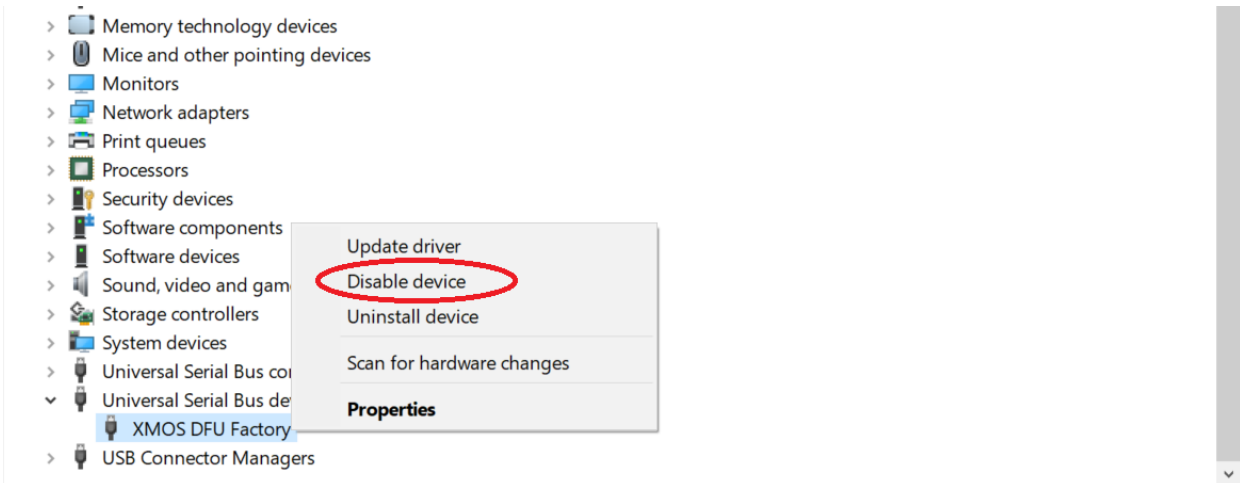 Memory technology devices
Mice and other pointing devices
Monitors
Network adapters
Print queues
Processors
Security devices
Software components
Software devices
Sound, video and gam
Storage controllers
System devices
Universal Serial Bus co
Universal Serial Bus de
XMOS DFU Factory
USB Connector Managers
Update driver
Disable device
Uninstall device
Scan for hardware changes
Properties